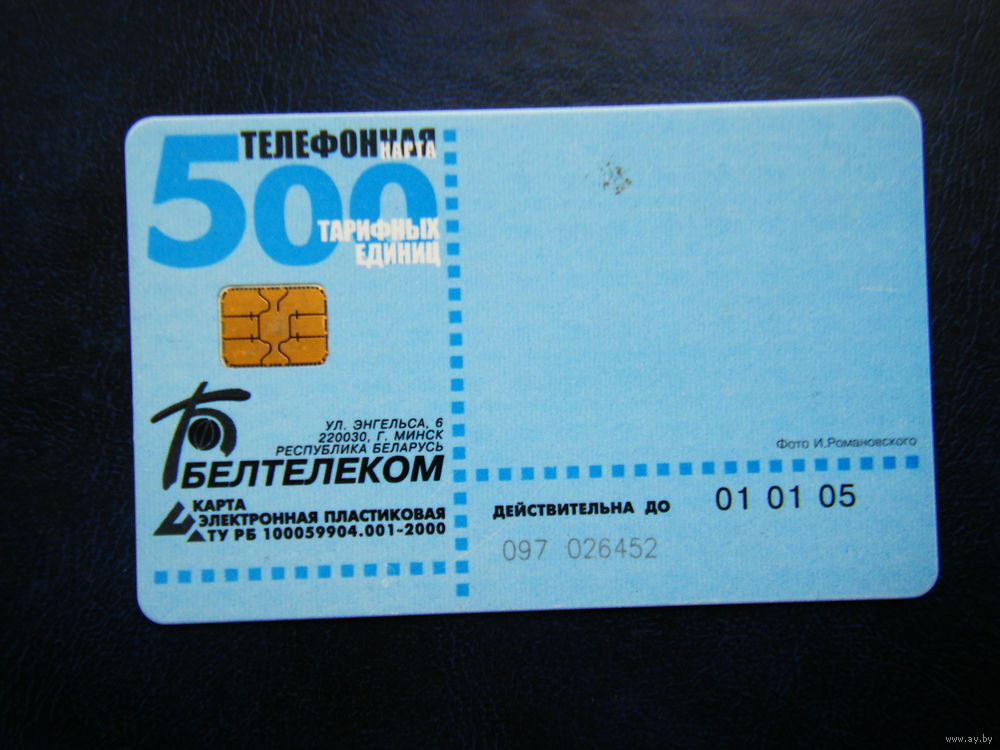 ТЕЛЕФОННАЯ
КАРТА
500
ТАРИФНЫХ
ЕДИНИЦ
УЛ. ЭНГЕЛЬСА, 6
220030, Г. МИНСК
РЕСПУБЛИКА БЕЛАРУСЬ
БЕЛТЕЛЕКОМ
КАРТА
ЭЛЕКТРОННАЯ ПЛАСТИКОВАЯ
ТУ РБ 100059904.001-2000
Фото И.Романовского
ДЕЙСТВИТЕЛЬНА ДО 01 01 05
097 026452
www.ay.by